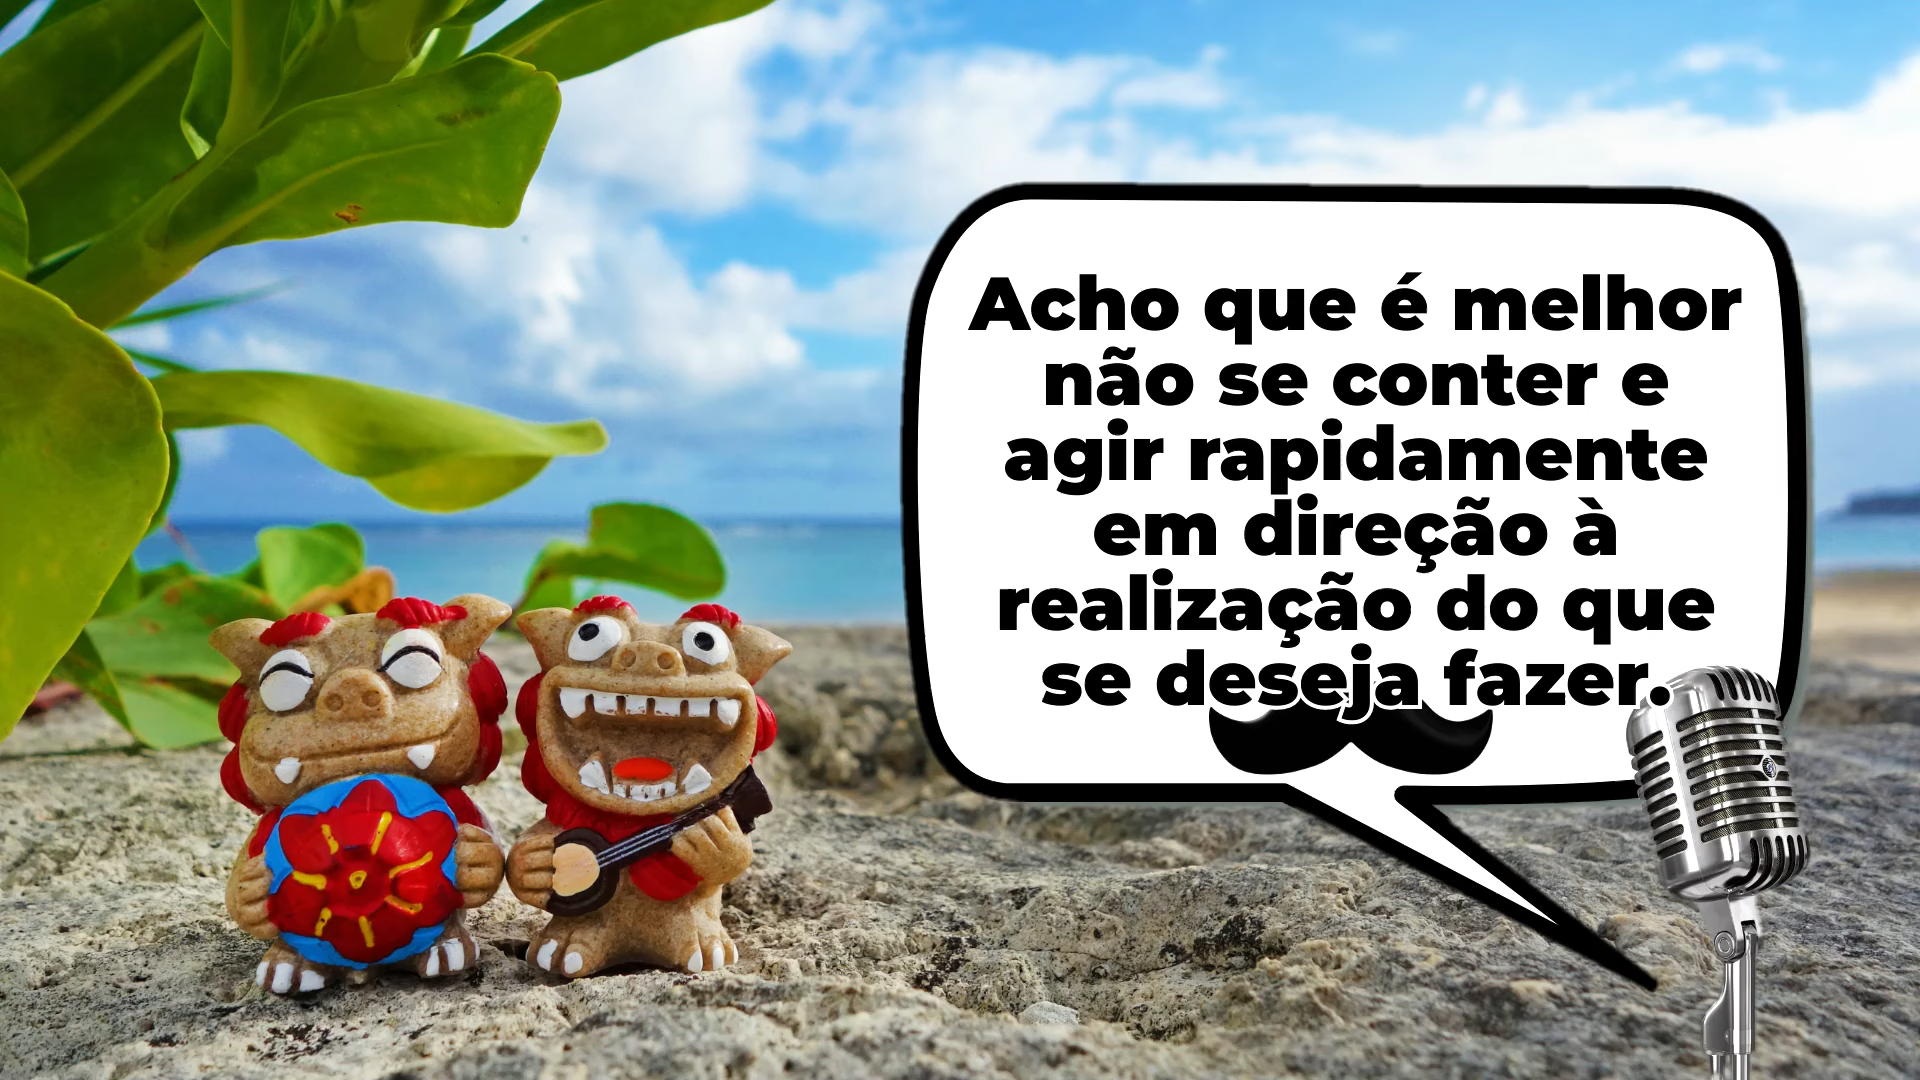 Acho que é melhor
não se conter e
agir rapidamente
em direção à
realização do que
se deseja fazer.